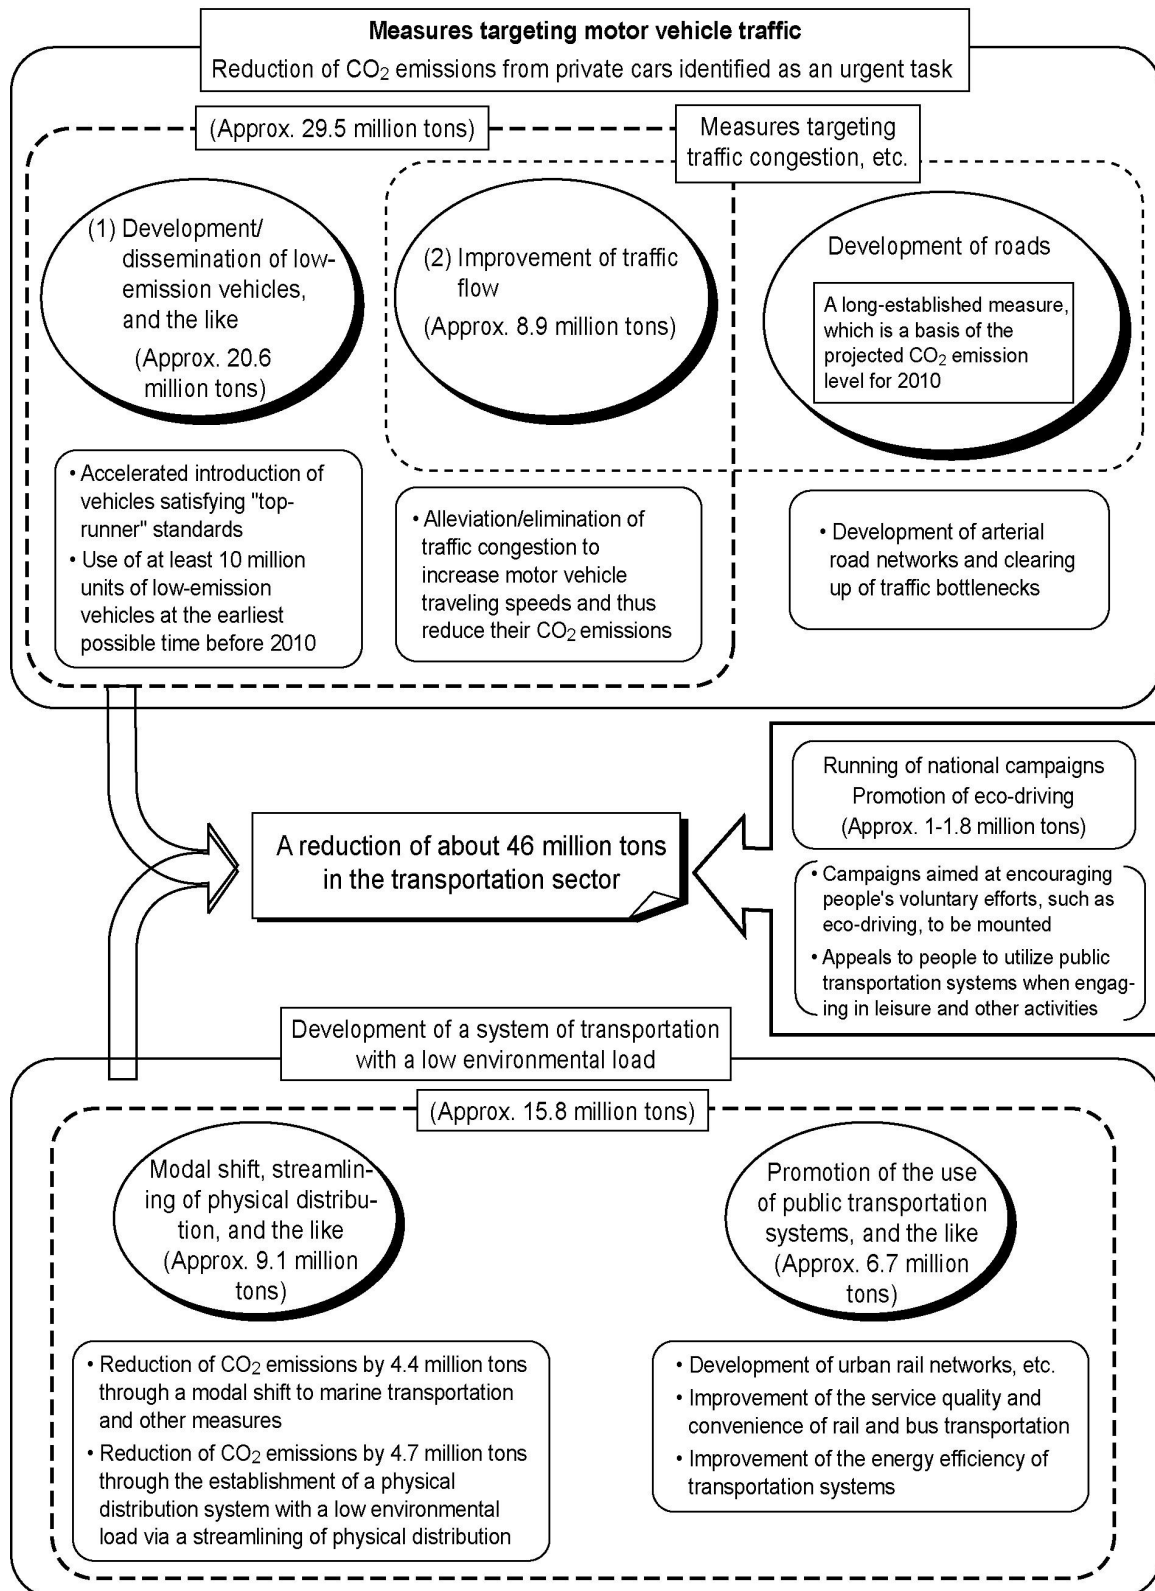 Measures targeting motor vehicle traffic
Reduction of CO₂ emissions from private cars identified as an urgent task
(Approx. 29.5 million tons)
Measures targeting
traffic congestion, etc.
(1) Development/
dissemination of low-
emission vehicles,
and the like
(Approx. 20.6
million tons)
(2) Improvement of traffic
flow
(Approx. 8.9 million tons)
Development of roads
A long-established measure,
which is a basis of the
projected CO₂ emission
level for 2010
• Accelerated introduction of
vehicles satisfying "top-
runner" standards
• Use of at least 10 million
units of low-emission
vehicles at the earliest
possible time before 2010
• Alleviation/elimination of
traffic congestion to
increase motor vehicle
traveling speeds and thus
reduce their CO₂ emissions
• Development of arterial
road networks and clearing
up of traffic bottlenecks
Running of national campaigns
Promotion of eco-driving
(Approx. 1-1.8 million tons)
• Campaigns aimed at encouraging
people's voluntary efforts, such as
eco-driving, to be mounted
• Appeals to people to utilize public
transportation systems when engag-
ing in leisure and other activities
A reduction of about 46 million tons
in the transportation sector
Development of a system of transportation
with a low environmental load
(Approx. 15.8 million tons)
Modal shift, streamlin-
ing of physical distribu-
tion, and the like
(Approx. 9.1 million
tons)
Promotion of the use
of public transportation
systems, and the like
(Approx. 6.7 million
tons)
• Reduction of CO₂ emissions by 4.4 million tons
through a modal shift to marine transportation
and other measures
• Reduction of CO₂ emissions by 4.7 million tons
through the establishment of a physical
distribution system with a low environmental
load via a streamlining of physical distribution
• Development of urban rail networks, etc.
• Improvement of the service quality and
convenience of rail and bus transportation
• Improvement of the energy efficiency of
transportation systems